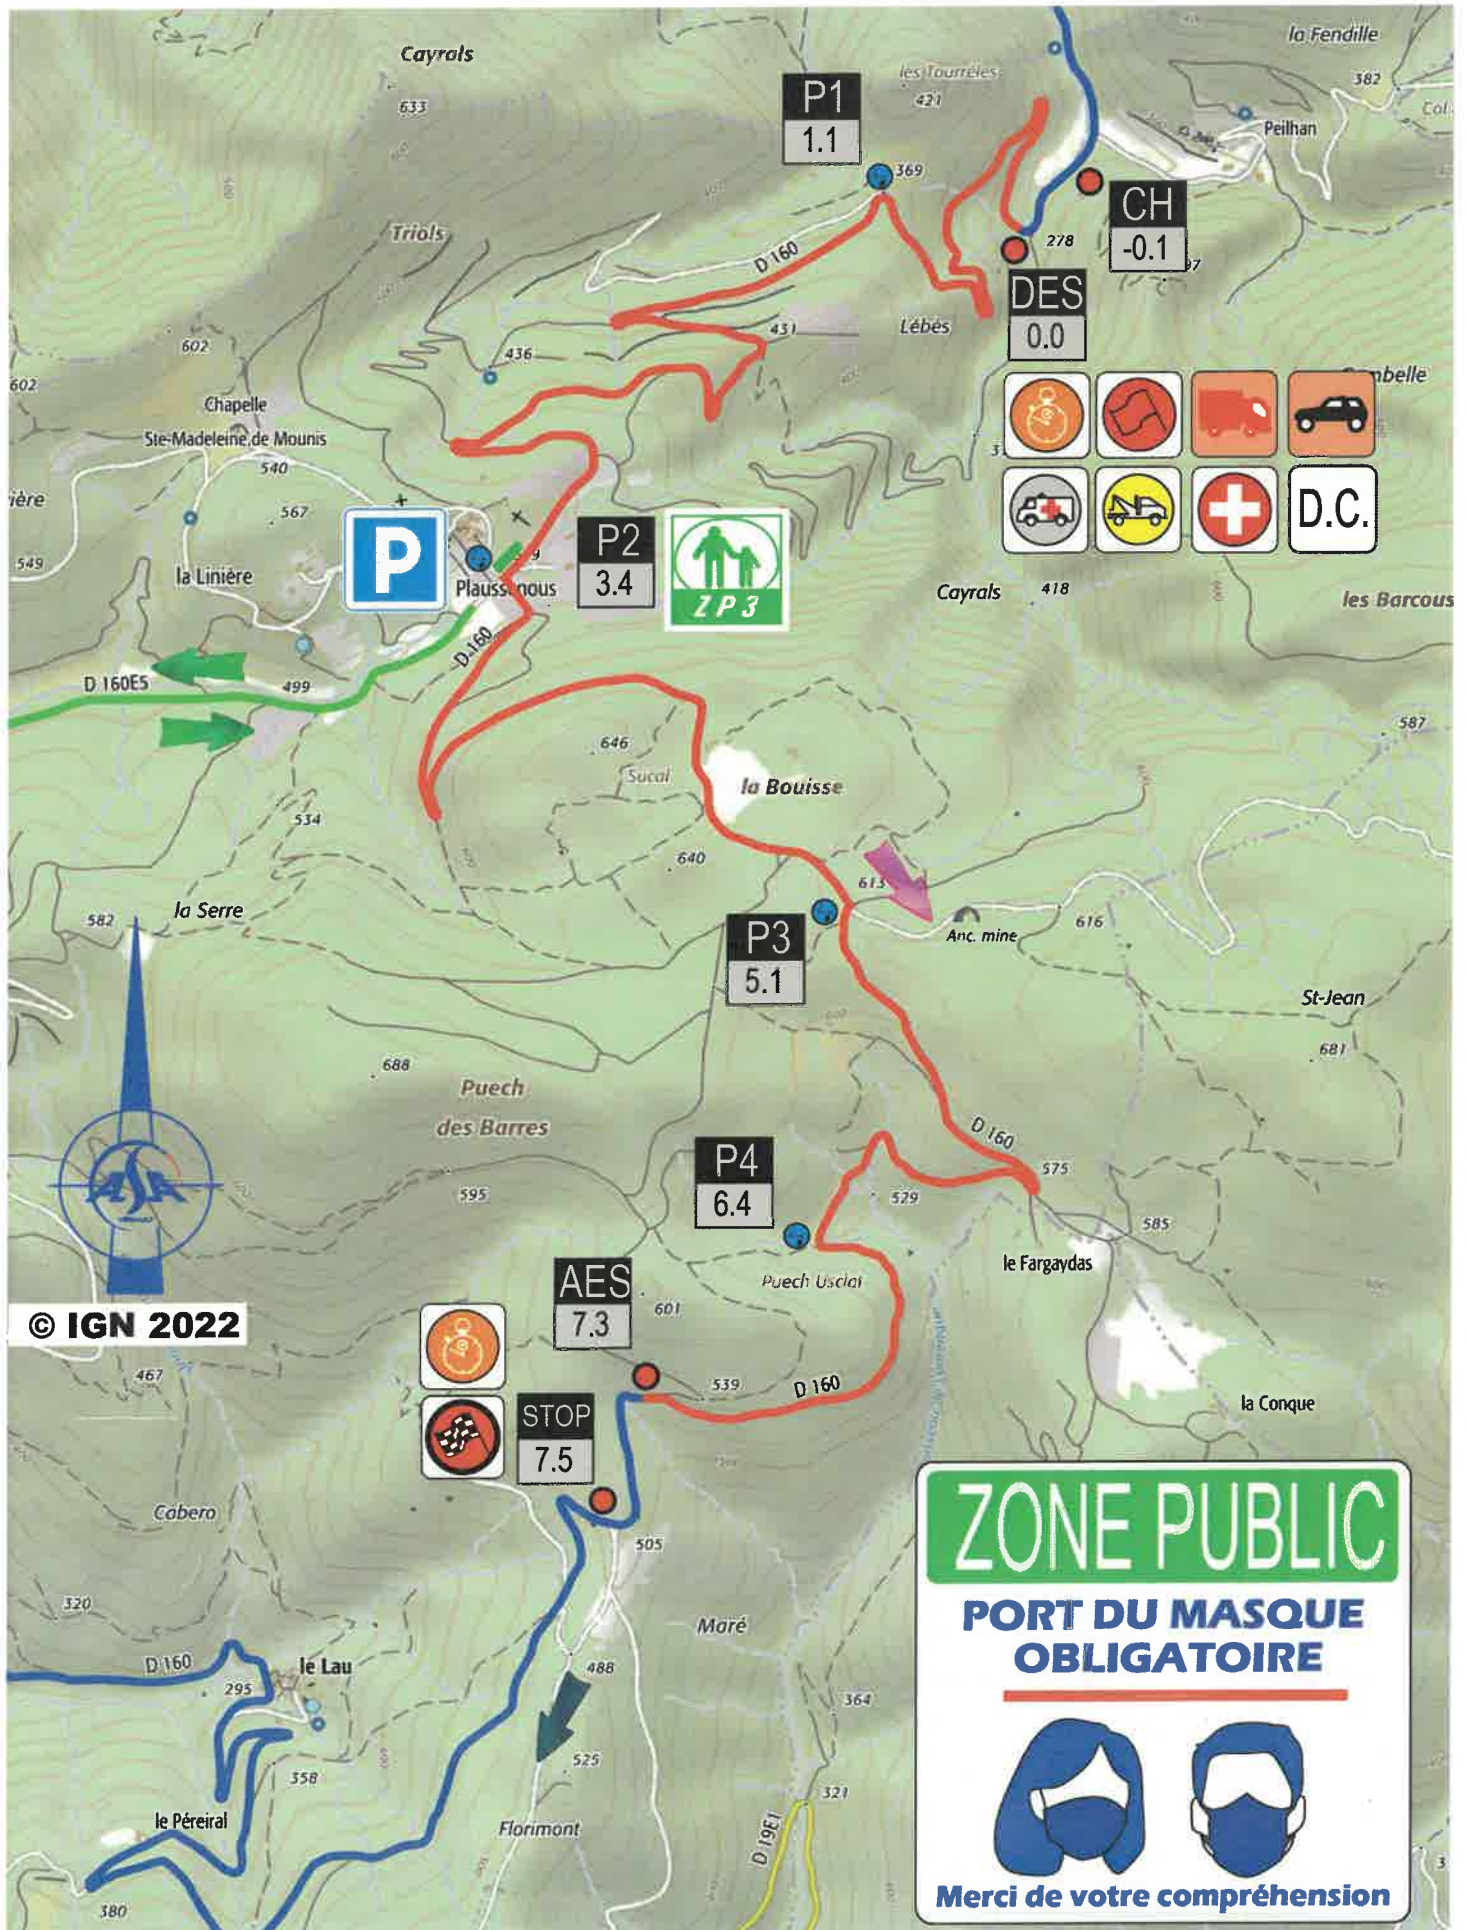 Cayrols
633
les Tourrèles
421
la Fendille
382
Col
Peilhan
P1
1.1
369
CH
-0.1
278
97
DES
0.0
Triols
D 160
431
Lébès
436
602
602
Chapelle
Ste-Madeleine de Mounis
540
ière
567
549
la Linière
P
Plaussenous
P2
3.4
ZP3
D.C.
Cayrols
418
les Barcous
D 160
D 160E5
499
587
646
Sucal
la Bouisse
534
640
613
582
la Serre
P3
5.1
Anc. mine
616
St-Jean
681
688
Puech
des Barres
ASA
D 160
575
P4
6.4
595
529
585
le Fargaydas
Puech Usclat
AES
7.3
601
© IGN 2022
467
539
D 160
STOP
7.5
la Conque
505
Cabero
320
Maré
D 160
le Lau
295
488
364
358
525
321
le Péreiral
Florimont
D 19E1
380
ZONE PUBLIC
PORT DU MASQUE
OBLIGATOIRE
Merci de votre compréhension